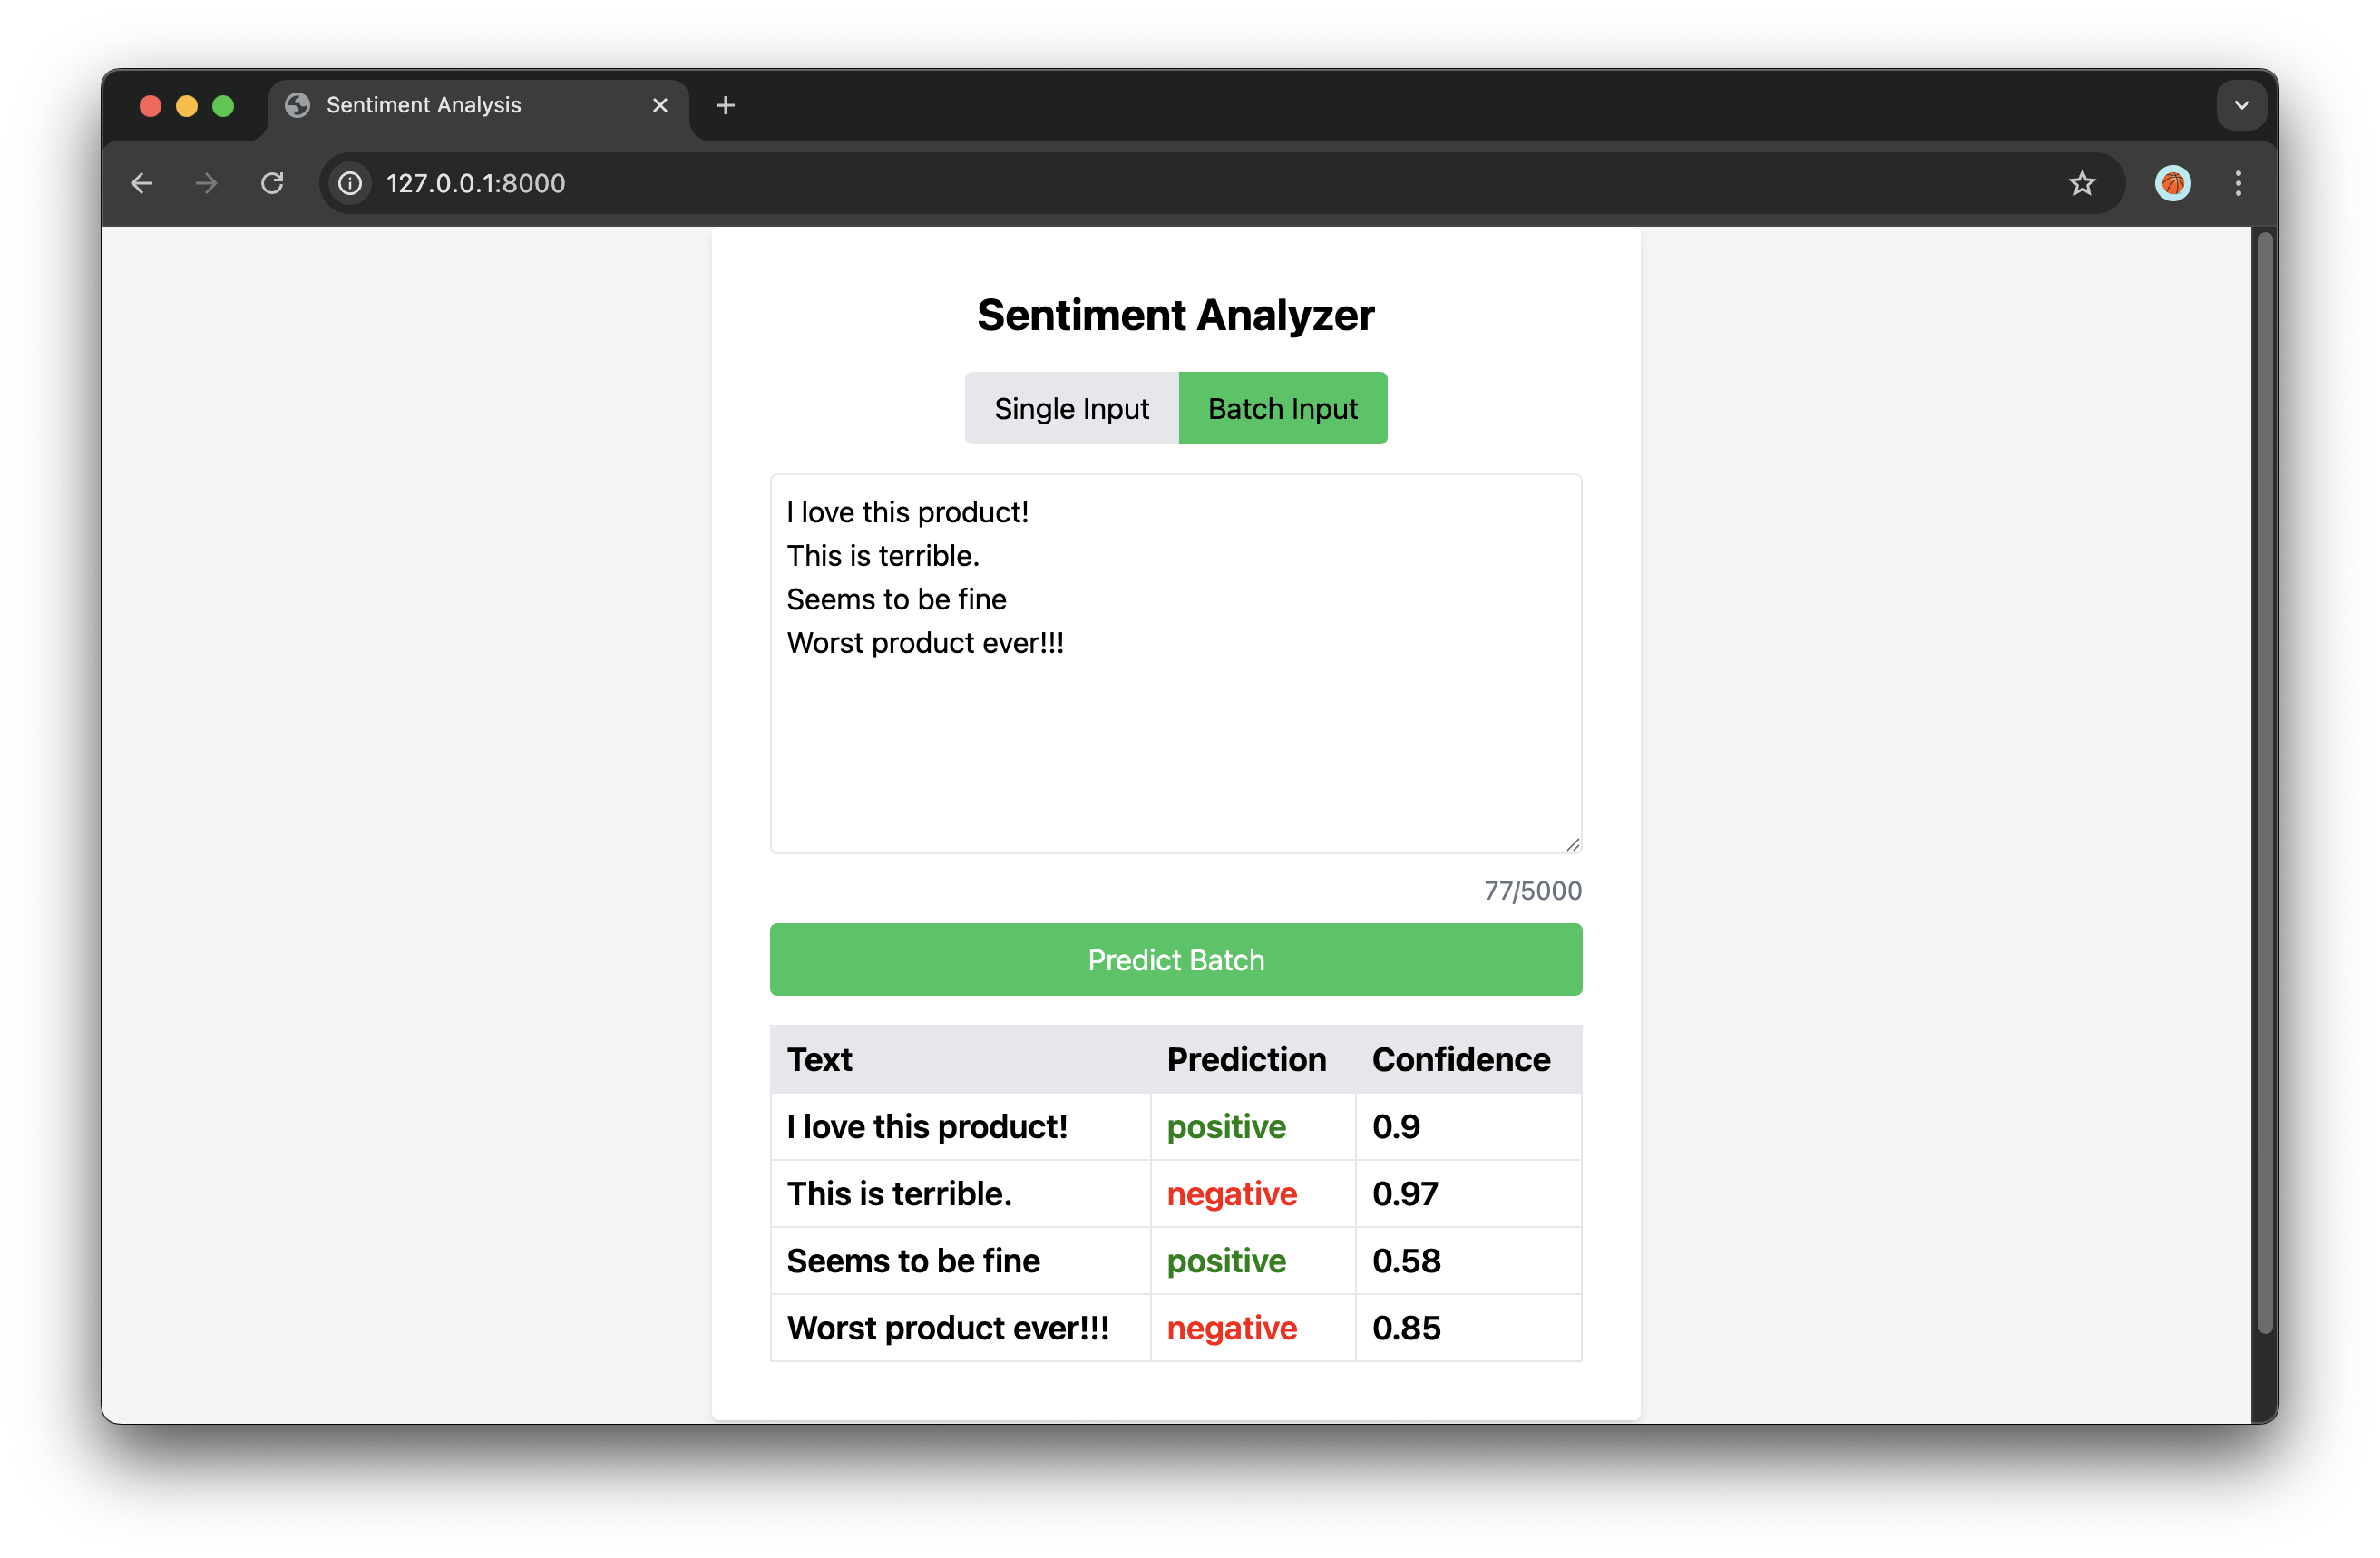 Sentiment Analysis
127.0.0.1:8000
Sentiment Analyzer
Single Input Batch Input
I love this product!
This is terrible.
Seems to be fine
Worst product ever!!!
77/5000
Predict Batch
Text Prediction Confidence
I love this product! positive 0.9
This is terrible. negative 0.97
Seems to be fine positive 0.58
Worst product ever!!! negative 0.85